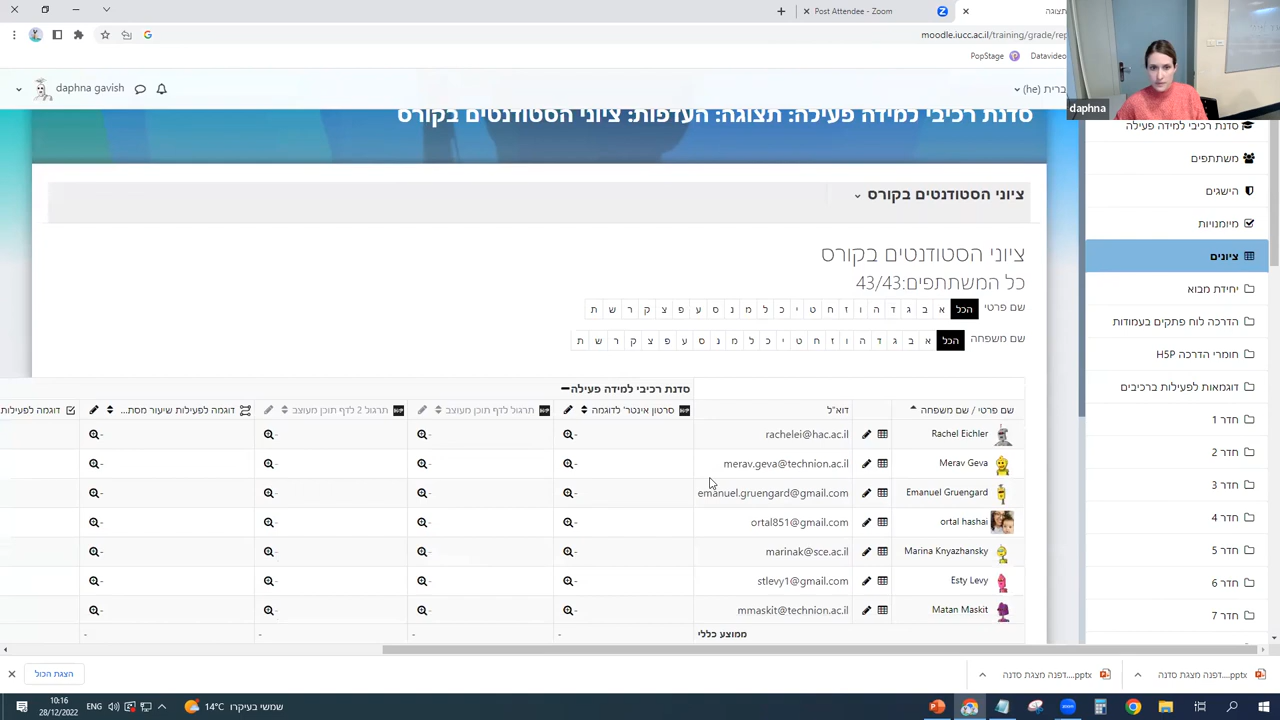 Post Attendee - Zoom
תצוגה
moodle.iucc.ac.il/training/grade/rep
PopStage
Datavideo
daphna gavish
(he) ברית
daphna
סדנת רכיבי למידה פעילה: תצוגה: העדפות: ציוני הסטודנטים בקורס
סדנת רכיבי למידה פעילה
משתתפים
הישגים
מיומנויות
ציונים
יחידת מבוא
הדרכה לוח פתקים בעמודות
חומרי הדרכה H5P
דוגמאות לפעילות ברכיבים
חדר 1
חדר 2
חדר 3
חדר 4
חדר 5
חדר 6
חדר 7
ציוני הסטודנטים בקורס
ציוני הסטודנטים בקורס
כל המשתתפים:43/43
שם פרטי הכל א ב ג ד ה ו ז ח ט י כ ל מ נ ס ע פ צ ק ר ש ת
שם משפחה הכל א ב ג ד ה ו ז ח ט י כ ל מ נ ס ע פ צ ק ר ש ת
סדנת רכיבי למידה פעילה
שם פרטי / שם משפחה דוא"ל סרטון אינטר' לדוגמה תרגול לדף תוכן מעוצב תרגול 2 לדף תוכן מעוצב דוגמה לפעילות שיעור מסת... דוגמה לפעילות
Rachel Eichler rachelei@hac.ac.il - - - -
Merav Geva merav.geva@technion.ac.il - - - -
Emanuel Gruengard emanuel.gruengard@gmail.com - - - -
ortal hashai ortal851@gmail.com - - - -
Marina Knyazhansky marinak@sce.ac.il - - - -
Esty Levy stlevy1@gmail.com - - - -
Matan Maskit mmaskit@technion.ac.il - - - -
ממוצע כללי - - - -
הצגת הכול
דפנה מצגת סדנה....pptx
דפנה מצגת סדנה....pptx
10:16
28/12/2022
ENG
14°C
שמשי בעיקרו